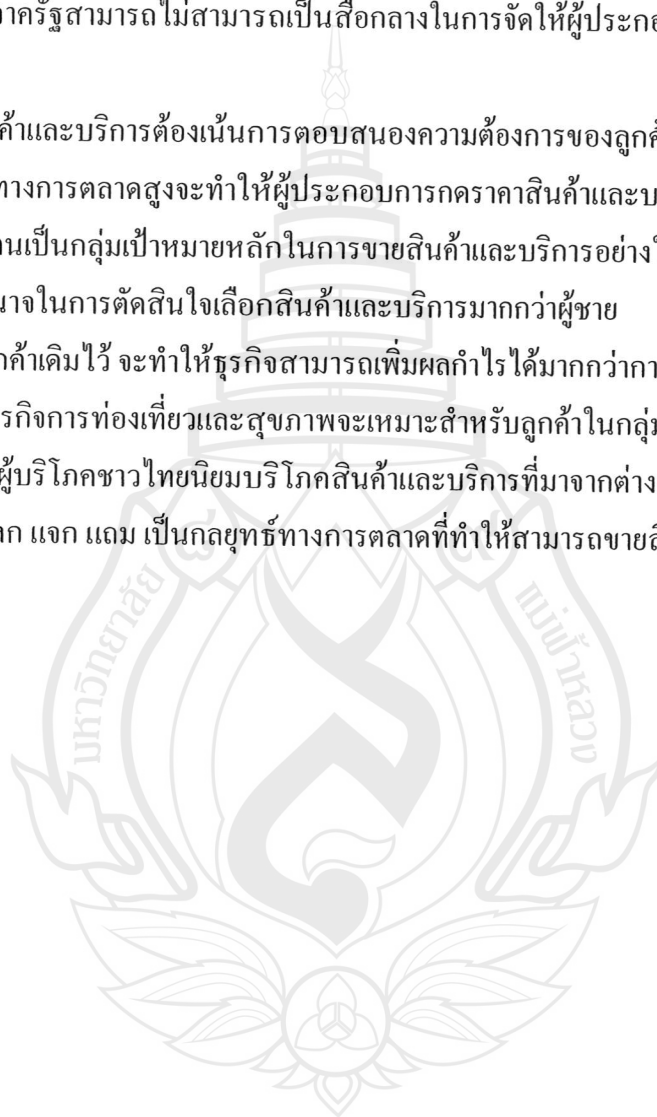 าครัฐสามารถไม่สามารถเป็นสื่อกลางในการจัดให้ผู้ประกอ
ค้าและบริการต้องเน้นการตอบสนองความต้องการของลูกค้
ทางการตลาดสูงจะทำให้ผู้ประกอบการกดราคาสินค้าและบ
นเป็นกลุ่มเป้าหมายหลักในการขายสินค้าและบริการอย่าง
นาจในการตัดสินใจเลือกสินค้าและบริการมากกว่าผู้ชาย
กค้าเดิมไว้ จะทำให้ธุรกิจสามารถเพิ่มผลกำไรได้มากกว่ากา
รกิจการท่องเที่ยวและสุขภาพจะเหมาะสำหรับลูกค้าในกลุ่ม
ผู้บริโภคชาวไทยนิยมบริโภคสินค้าและบริการที่มาจากต่าง
ก แจก แถม เป็นกลยุทธ์ทางการตลาดที่ทำให้สามารถขายสิ
มหาวิทยาลัย
แม่ฟ้าหลวง